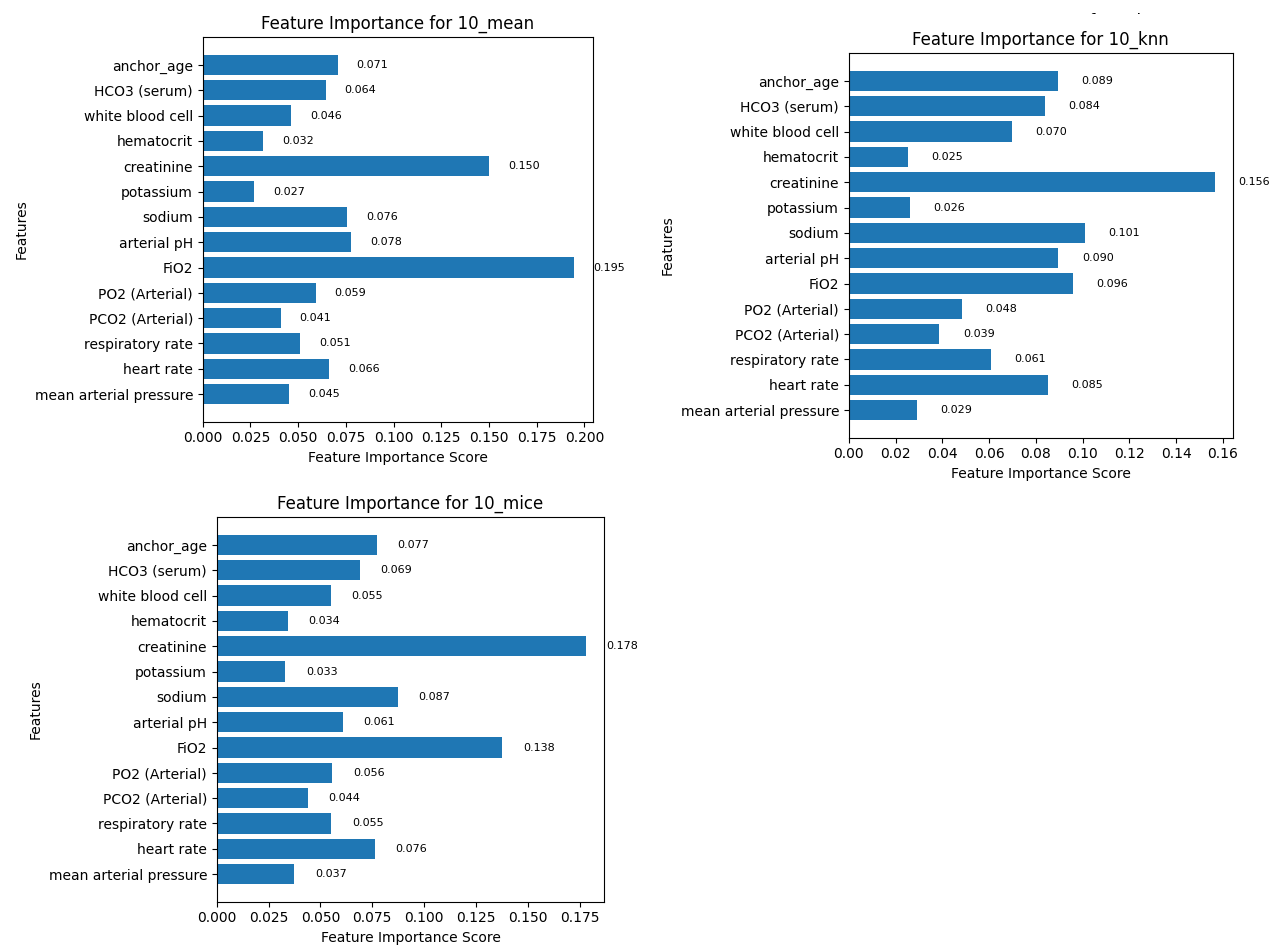 Feature Importance for 10_mean
Features
anchor_age 0.071
HCO3 (serum) 0.064
white blood cell 0.046
hematocrit 0.032
creatinine 0.150
potassium 0.027
sodium 0.076
arterial pH 0.078
FiO2 0.195
PO2 (Arterial) 0.059
PCO2 (Arterial) 0.041
respiratory rate 0.051
heart rate 0.066
mean arterial pressure 0.045
0.000 0.025 0.050 0.075 0.100 0.125 0.150 0.175 0.200
Feature Importance Score
Feature Importance for 10_knn
Features
anchor_age 0.089
HCO3 (serum) 0.084
white blood cell 0.070
hematocrit 0.025
creatinine 0.156
potassium 0.026
sodium 0.101
arterial pH 0.090
FiO2 0.096
PO2 (Arterial) 0.048
PCO2 (Arterial) 0.039
respiratory rate 0.061
heart rate 0.085
mean arterial pressure 0.029
0.00 0.02 0.04 0.06 0.08 0.10 0.12 0.14 0.16
Feature Importance Score
Feature Importance for 10_mice
Features
anchor_age 0.077
HCO3 (serum) 0.069
white blood cell 0.055
hematocrit 0.034
creatinine 0.178
potassium 0.033
sodium 0.087
arterial pH 0.061
FiO2 0.138
PO2 (Arterial) 0.056
PCO2 (Arterial) 0.044
respiratory rate 0.055
heart rate 0.076
mean arterial pressure 0.037
0.000 0.025 0.050 0.075 0.100 0.125 0.150 0.175
Feature Importance Score